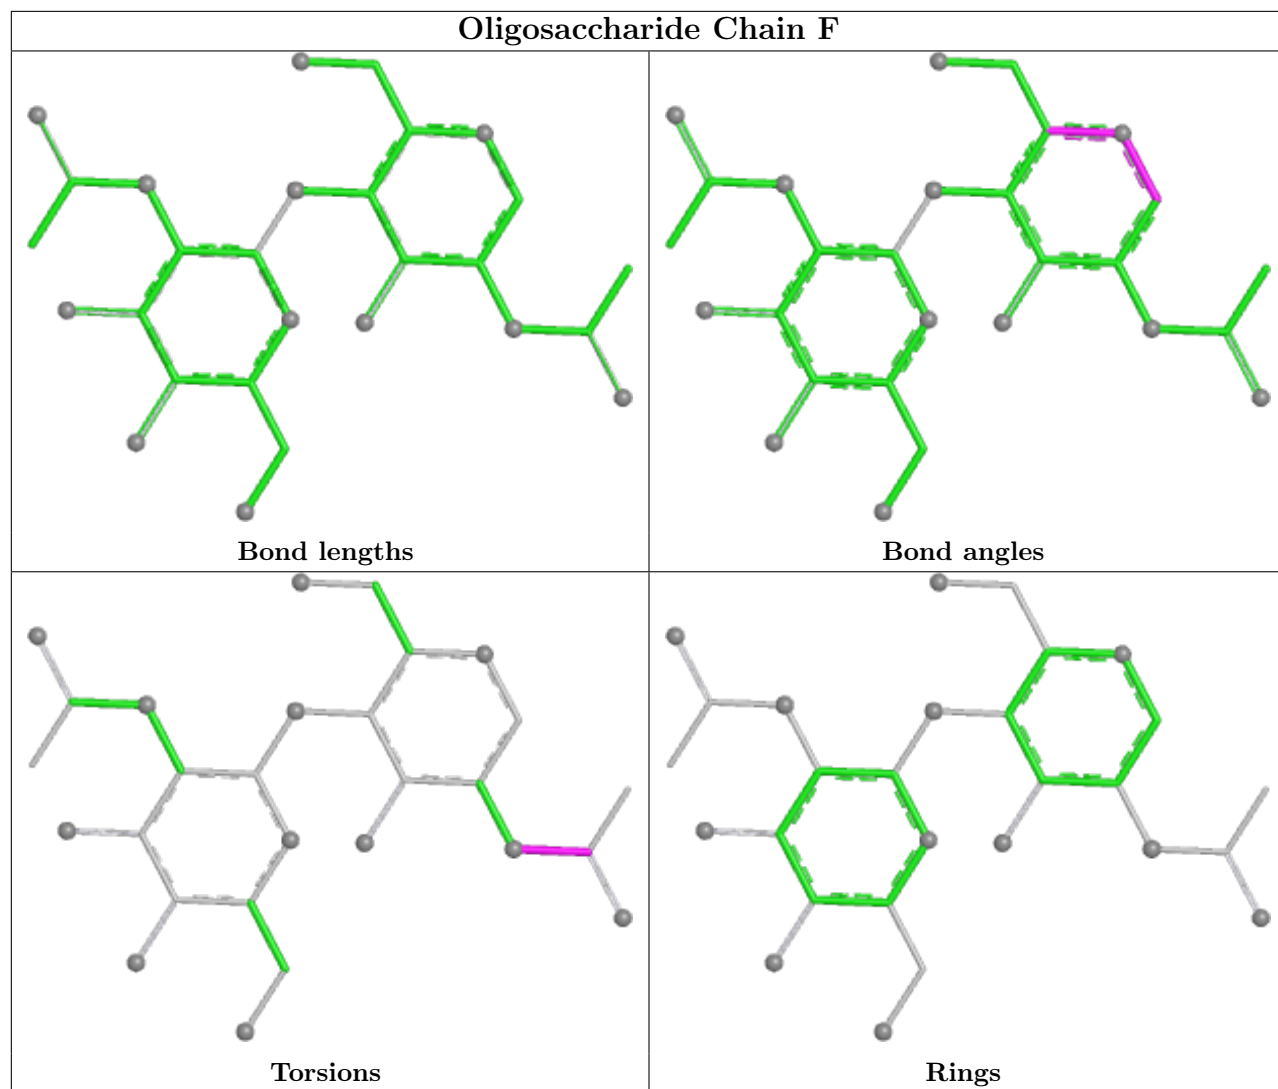 Oligosaccharide Chain F
Bond lengths
Bond angles
Torsions
Rings